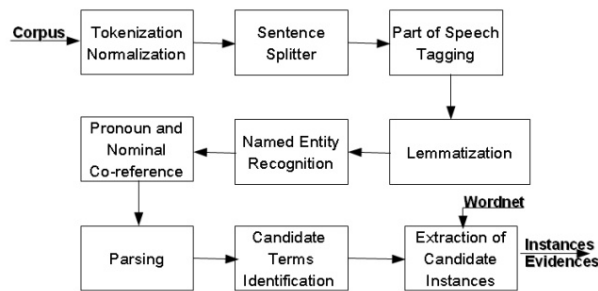 Corpus
Tokenization
Normalization
Sentence
Splitter
Part of Speech
Tagging
Lemmatization
Named Entity
Recognition
Pronoun and
Nominal
Co-reference
Parsing
Candidate
Terms
Identification
Wordnet
Extraction of
Candidate
Instances
Instances
Evidences